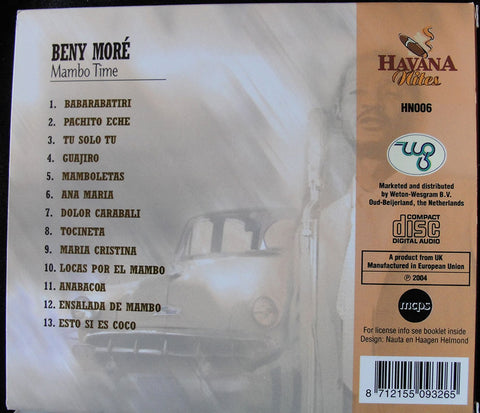 BENY MORÉ
Mambo Time
1. BABARABATIRI
2. PACHITO ECHE
3. TU SOLO TU
4. GUAJIRO
5. MAMBOLETAS
6. ANA MARIA
7. DOLOR CARABALI
8. TOCINETA
9. MARIA CRISTINA
10. LOCAS POR EL MAMBO
11. ANABACOA
12. ENSALADA DE MAMBO
13. ESTO SI ES COCO
HAVANA
Nites
HN006
wg
Marketed and distributed
by Weton-Wesgram B.V.
Oud-Beijerland, the Netherlands
COMPACT
disc
DIGITAL AUDIO
A product from UK
Manufactured in European Union
℗ 2004
mcps
For license info see booklet inside
Design: Nauta en Haagen Helmond
8 712155 093265